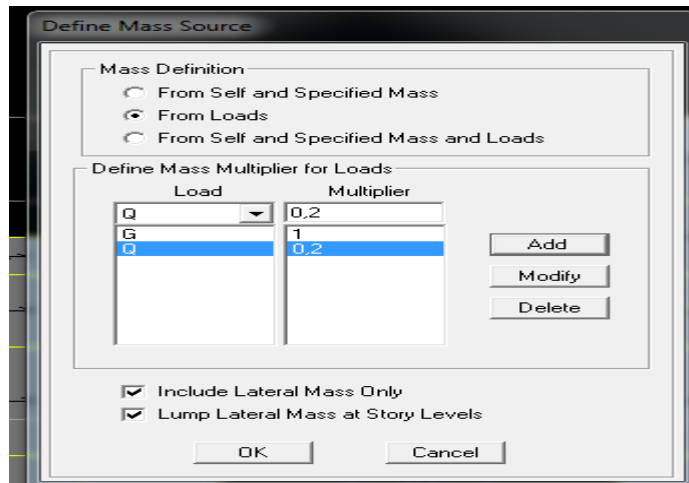 Define Mass Source
Mass Definition
From Self and Specified Mass
From Loads
From Self and Specified Mass and Loads
Define Mass Multiplier for Loads
Load Multiplier
Q 0,2
G 1
Q 0,2
Add
Modify
Delete
Include Lateral Mass Only
Lump Lateral Mass at Story Levels
OK Cancel